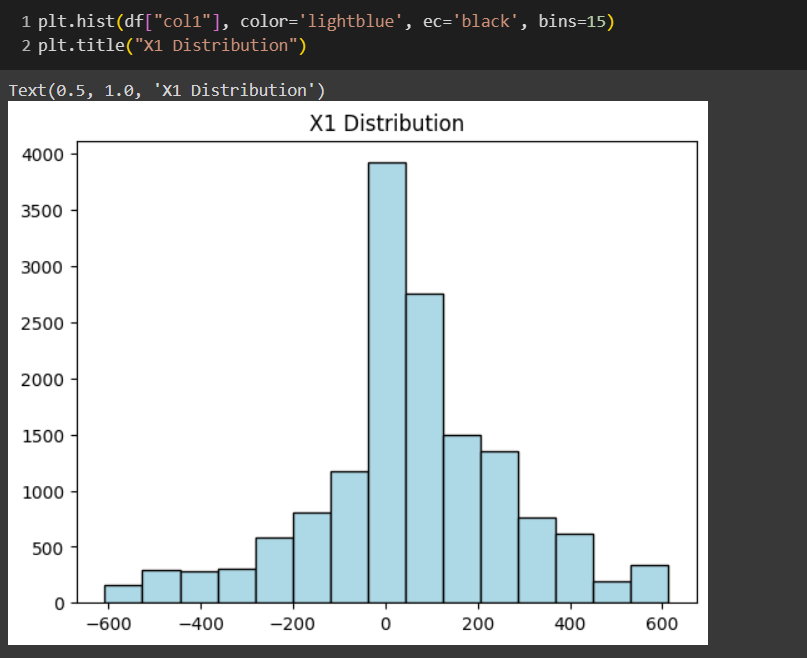 1 plt.hist(df["col1"], color='lightblue', ec='black', bins=15)
2 plt.title("X1 Distribution")
Text(0.5, 1.0, 'X1 Distribution')
X1 Distribution
4000
3500
3000
2500
2000
1500
1000
500
0
−600 −400 −200 0 200 400 600